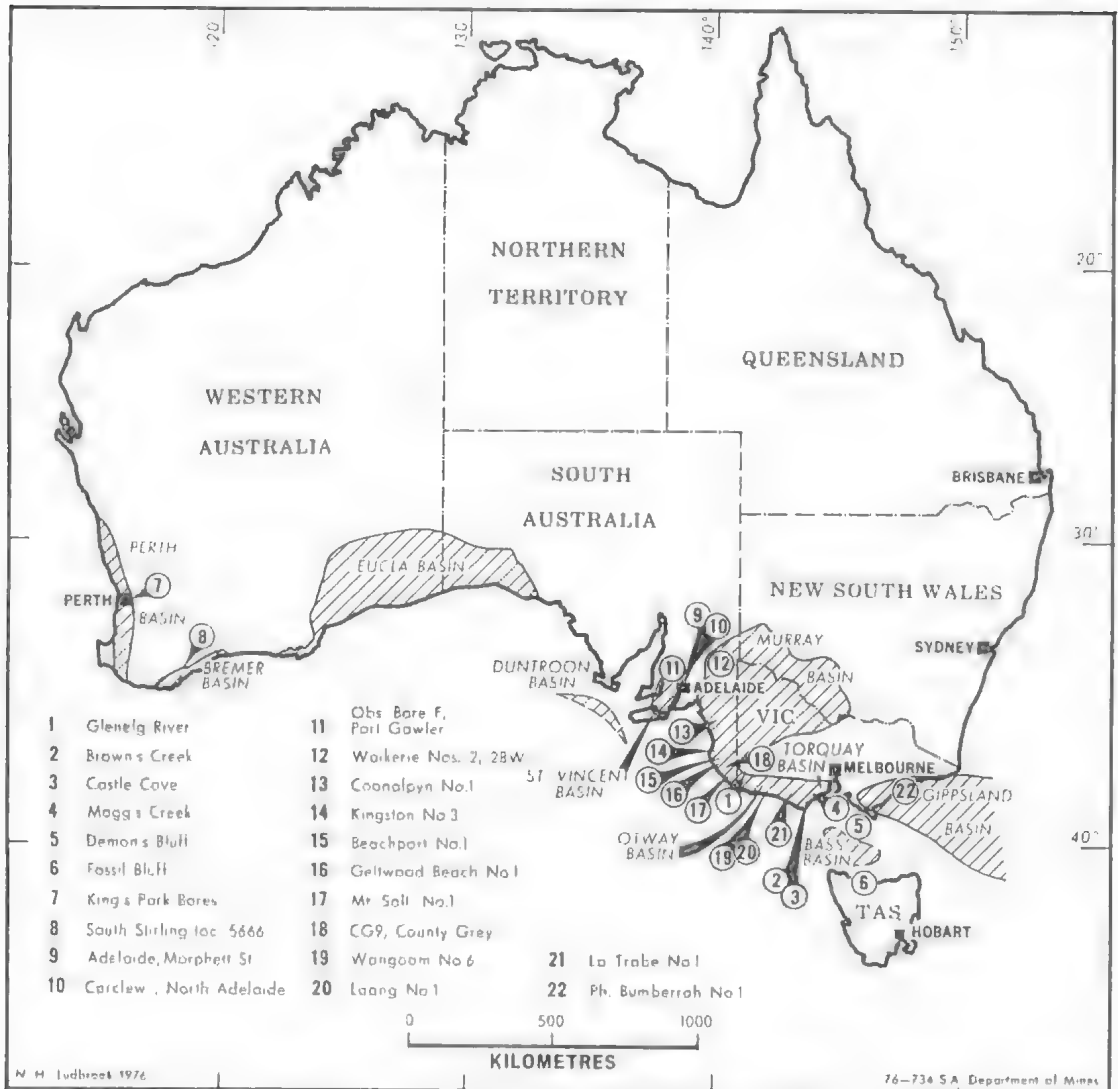 130°
140°
150°
20°
NORTHERN
TERRITORY
QUEENSLAND
WESTERN
AUSTRALIA
SOUTH
AUSTRALIA
BRISBANE
30°
PERTH
BASIN
EUCLA BASIN
NEW SOUTH WALES
PERTH
7
8
BREMER
BASIN
9
10
SYDNEY
MURRAY
BASIN
DUNTROON
BASIN
11
12
ADELAIDE
VIC
13
14
15
16
17
1
18
TORQUAY
BASIN
MELBOURNE
ST. VINCENT
BASIN
22
GIPPSLAND
BASIN
4
5
21
OTWAY
BASIN
19
20
BASS
BASIN
40°
2
3
6
TAS
HOBART
1 Glenelg River
2 Brown's Creek
3 Castle Cove
4 Maggs Creek
5 Demons Bluff
6 Fossil Bluff
7 Kings Park Bores
8 South Stirling loc 5666
9 Adelaide, Morphett St
10 Carclew, North Adelaide
11 Obs Bore F,
Port Gawler
12 Waikerie Nos. 2, 2BW
13 Coonalpyn No.1
14 Kingston No 3
15 Beachport No.1
16 Geltwood Beach No 1
17 Mt Salt No.1
18 CG9, County Grey
19 Wangoom No 6
20 Laang No 1
21 La Trobe No 1
22 Ph. Bumberrah No 1
0 500 1000
KILOMETRES
N H Ludbrook 1976
76-734 S A Department of Mines